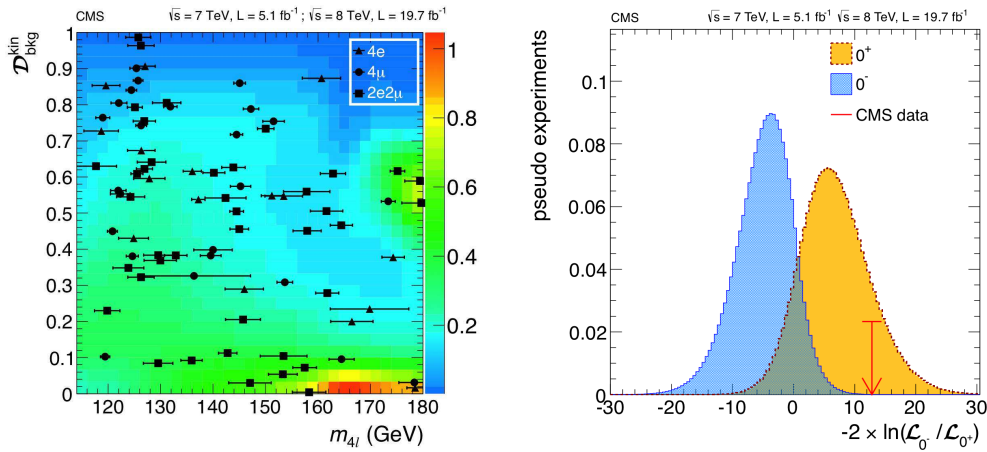 CMS √s = 7 TeV, L = 5.1 fb⁻¹ ; √s = 8 TeV, L = 19.7 fb⁻¹
𝒟 kin bkg
1
0.9
0.8
0.7
0.6
0.5
0.4
0.3
0.2
0.1
0
4e
4μ
2e2μ
1
0.8
0.6
0.4
0.2
120 130 140 150 160 170 180
m4l (GeV)
CMS √s = 7 TeV, L = 5.1 fb⁻¹ √s = 8 TeV, L = 19.7 fb⁻¹
pseudo experiments
0.1
0.08
0.06
0.04
0.02
0
0⁺
0⁻
CMS data
-30 -20 -10 0 10 20 30
-2 × ln(ℒ0⁻ /ℒ0⁺)